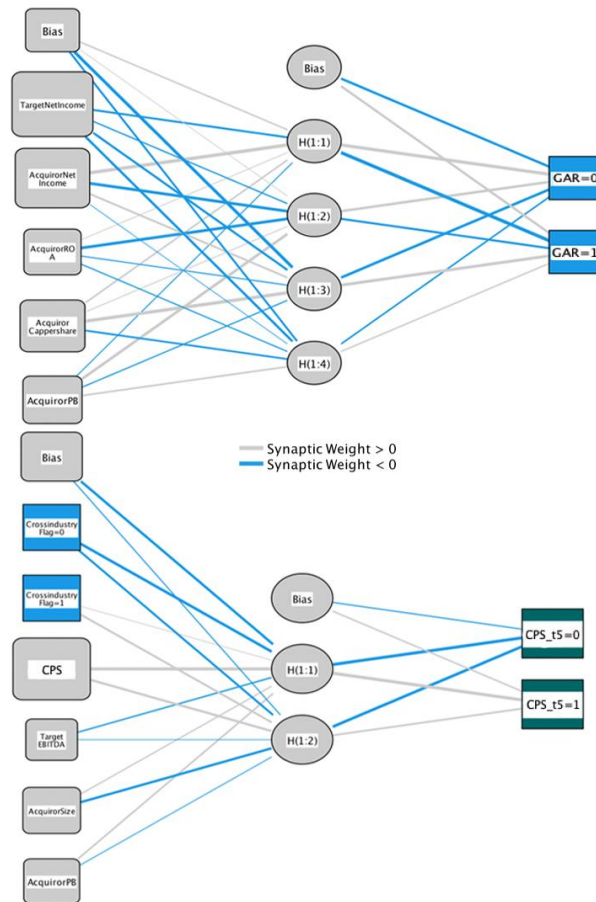 Bias
TargetNetIncome
AcquirorNet
Income
AcquirorRO
A
Acquiror
Cappershare
AcquirorPB
Bias
H(1:1)
H(1:2)
H(1:3)
H(1:4)
GAR=0
GAR=1
Synaptic Weight > 0
Synaptic Weight < 0
Bias
Crossindustry
Flag=0
Crossindustry
Flag=1
CPS
Target
EBITDA
AcquirorSize
AcquirorPB
Bias
H(1:1)
H(1:2)
CPS_t5=0
CPS_t5=1